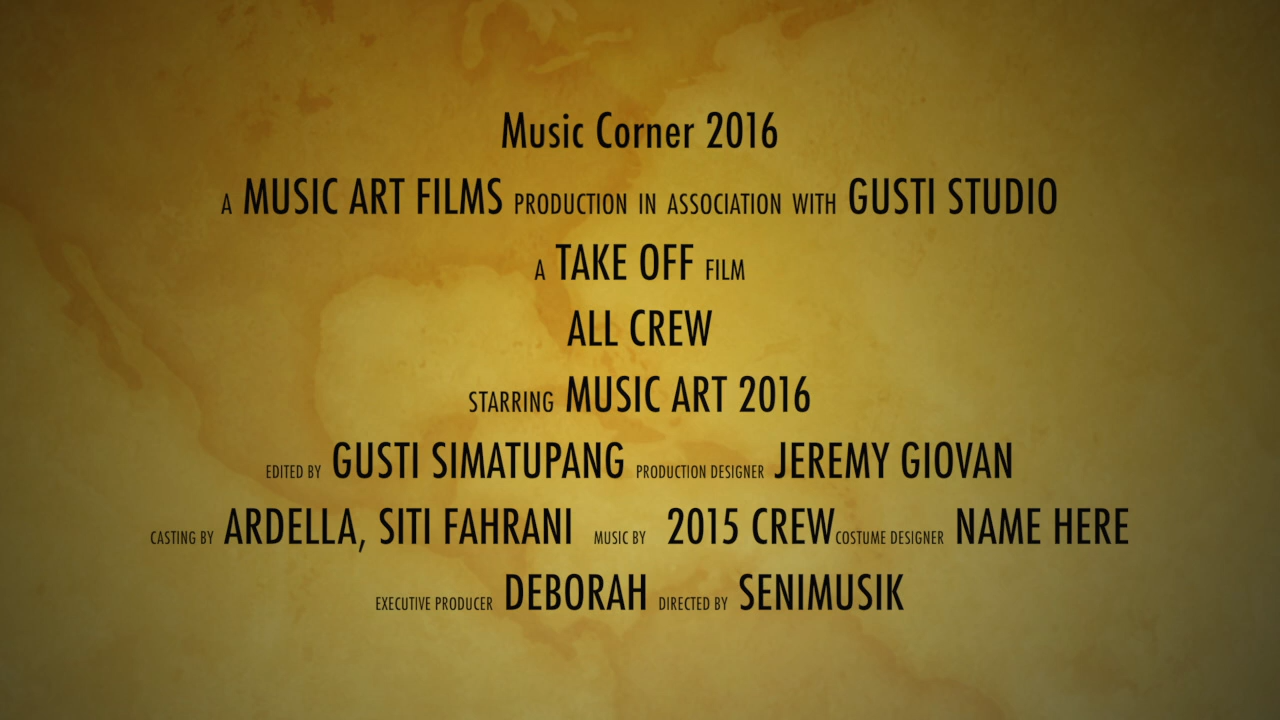 Music Corner 2016
A MUSIC ART FILMS PRODUCTION IN ASSOCIATION WITH GUSTI STUDIO
A TAKE OFF FILM
ALL CREW
STARRING MUSIC ART 2016
EDITED BY GUSTI SIMATUPANG PRODUCTION DESIGNER JEREMY GIOVAN
CASTING BY ARDELLA, SITI FAHRANI MUSIC BY 2015 CREW COSTUME DESIGNER NAME HERE
EXECUTIVE PRODUCER DEBORAH DIRECTED BY SENIMUSIK